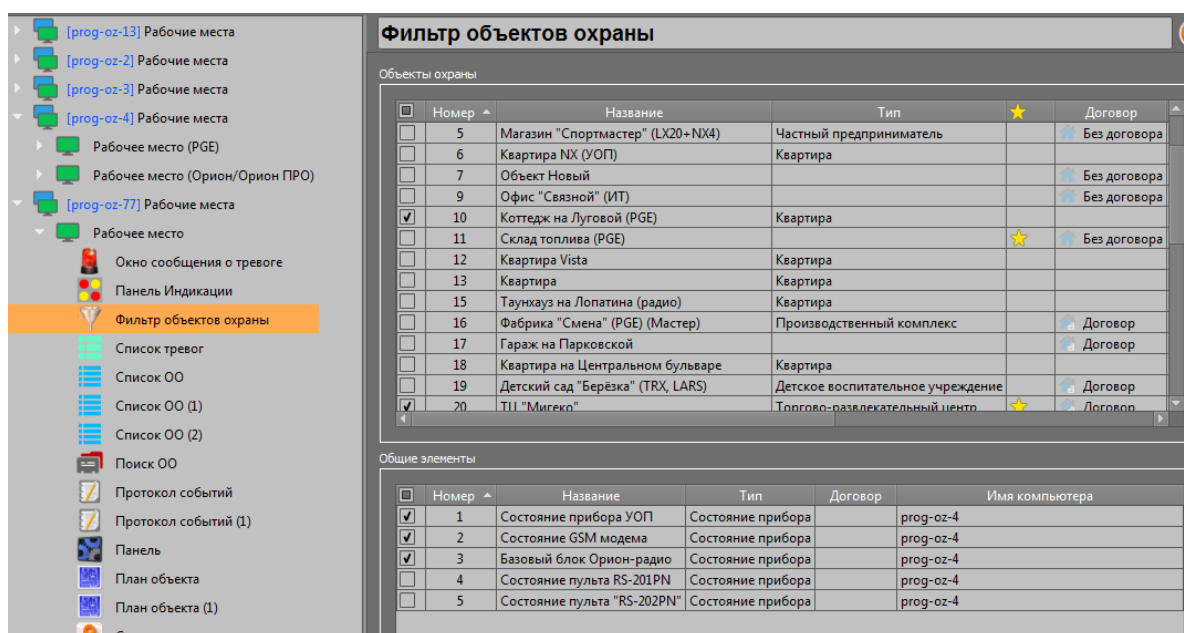 [prog-oz-13] Рабочие места
[prog-oz-2] Рабочие места
[prog-oz-3] Рабочие места
[prog-oz-4] Рабочие места
Рабочее место (PGE)
Рабочее место (Орион/Орион ПРО)
[prog-oz-77] Рабочие места
Рабочее место
Окно сообщения о тревоге
Панель Индикации
Фильтр объектов охраны
Список тревог
Список ОО
Список ОО (1)
Список ОО (2)
Поиск ОО
Протокол событий
Протокол событий (1)
Панель
План объекта
План объекта (1)
Фильтр объектов охраны
Объекты охраны
Номер Название Тип Договор
5 Магазин "Спортмастер" (LX20+NX4) Частный предприниматель Без договора
6 Квартира NX (УОП) Квартира
7 Объект Новый Без договора
9 Офис "Связной" (ИТ) Без договора
10 Коттедж на Луговой (PGE) Квартира
11 Склад топлива (PGE) Без договора
12 Квартира Vista Квартира
13 Квартира Квартира
15 Таунхауз на Лопатина (радио) Квартира
16 Фабрика "Смена" (PGE) (Мастер) Производственный комплекс Договор
17 Гараж на Парковской Договор
18 Квартира на Центральном бульваре Квартира
19 Детский сад "Берёзка" (TRX, LARS) Детское воспитательное учреждение Договор
20 ТЦ "Мигеко" Торгово-развлекательный центр Договор
Общие элементы
Номер Название Тип Договор Имя компьютера
1 Состояние прибора УОП Состояние прибора prog-oz-4
2 Состояние GSM модема Состояние прибора prog-oz-4
3 Базовый блок Орион-радио Состояние прибора prog-oz-4
4 Состояние пульта RS-201PN Состояние прибора prog-oz-4
5 Состояние пульта "RS-202PN" Состояние прибора prog-oz-4